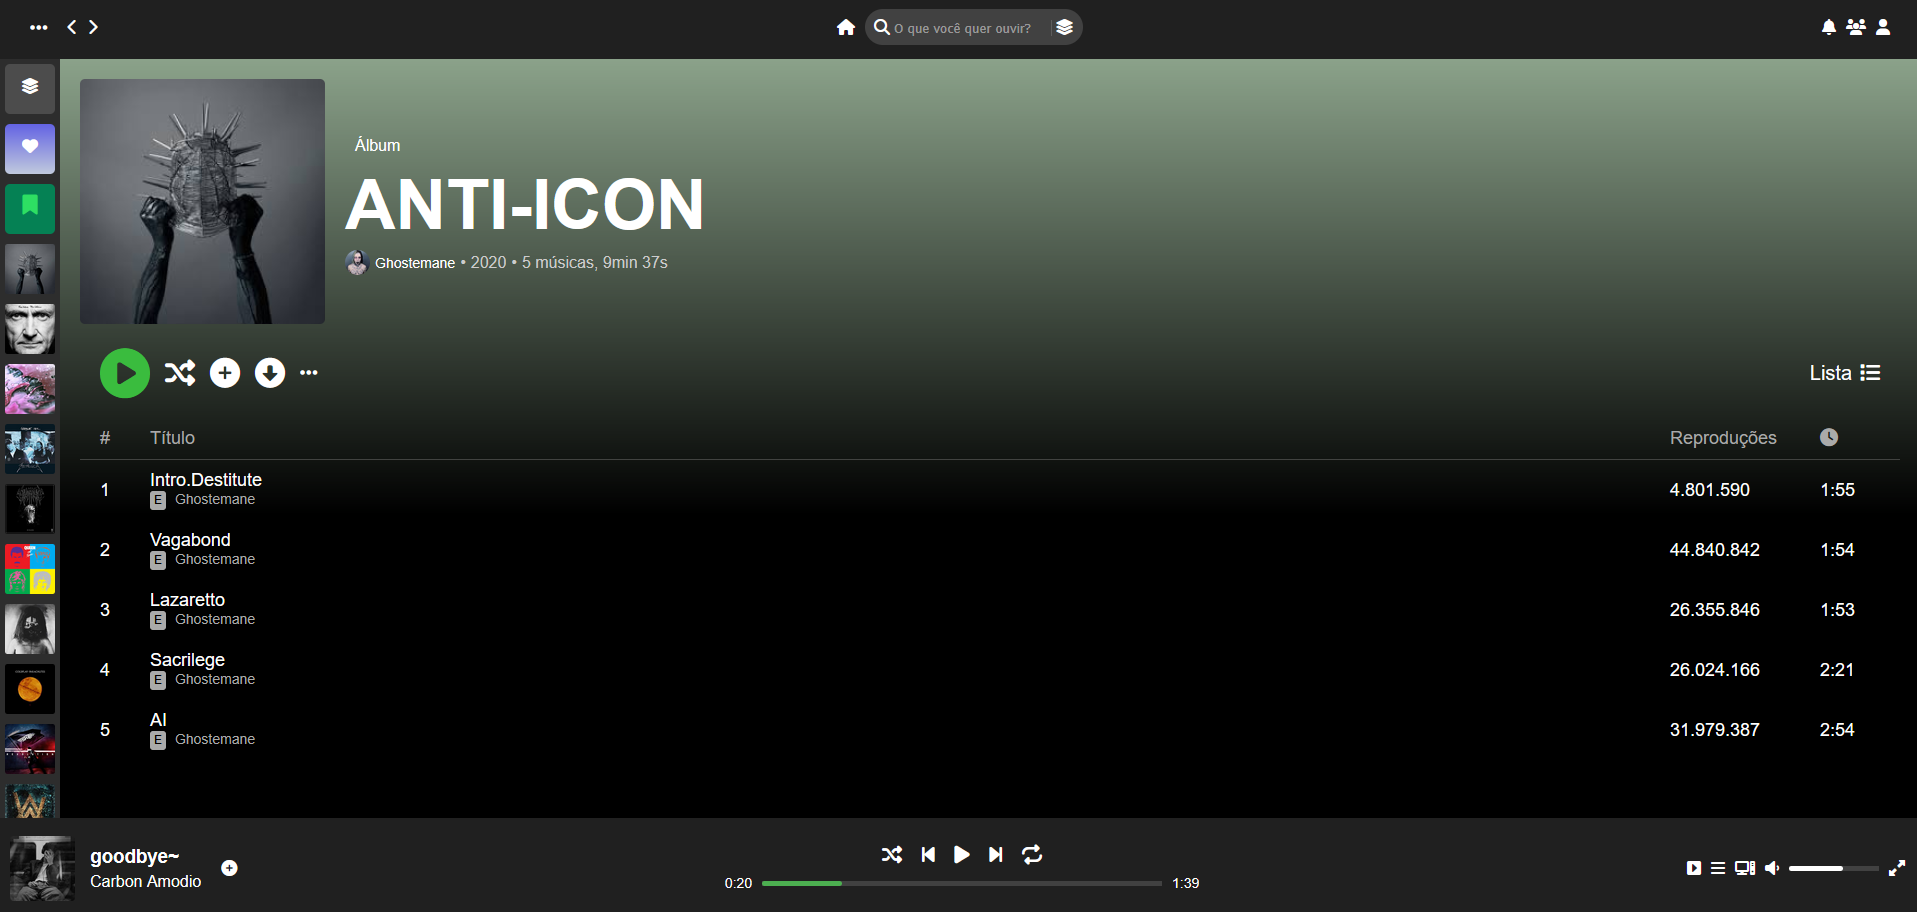 O que você quer ouvir?
Álbum
ANTI-ICON
Ghostemane • 2020 • 5 músicas, 9min 37s
Lista
# Título Reproduções
1 Intro.Destitute 4.801.590 1:55
E Ghostemane
2 Vagabond 44.840.842 1:54
E Ghostemane
3 Lazaretto 26.355.846 1:53
E Ghostemane
4 Sacrilege 26.024.166 2:21
E Ghostemane
5 AI 31.979.387 2:54
E Ghostemane
goodbye~
Carbon Amodio
0:20 1:39